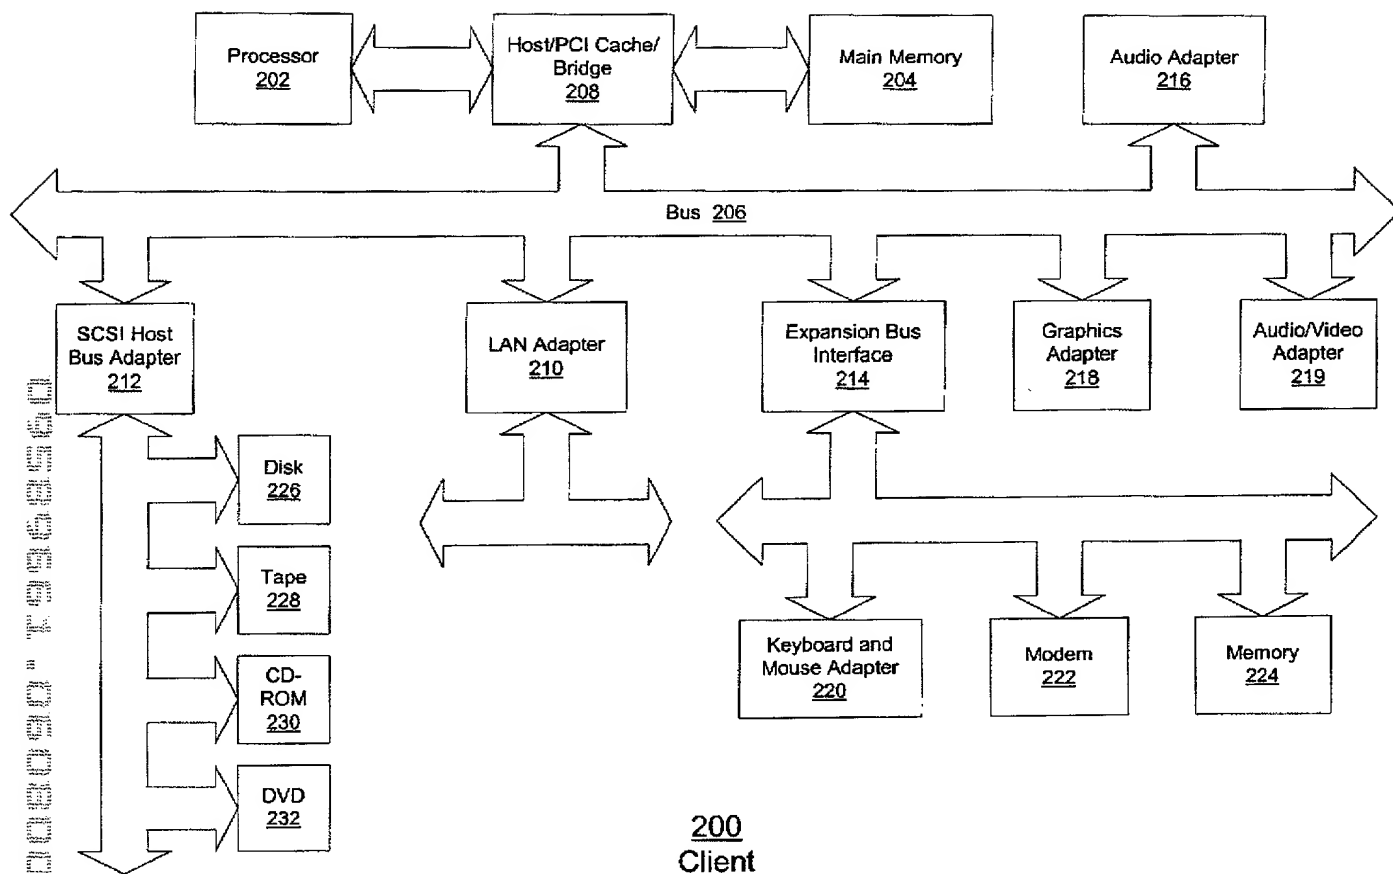 Processor
202
Host/PCI Cache/
Bridge
208
Main Memory
204
Audio Adapter
216
Bus 206
SCSI Host
Bus Adapter
212
LAN Adapter
210
Expansion Bus
Interface
214
Graphics
Adapter
218
Audio/Video
Adapter
219
Disk
226
Tape
228
CD-
ROM
230
DVD
232
Keyboard and
Mouse Adapter
220
Modem
222
Memory
224
200
Client